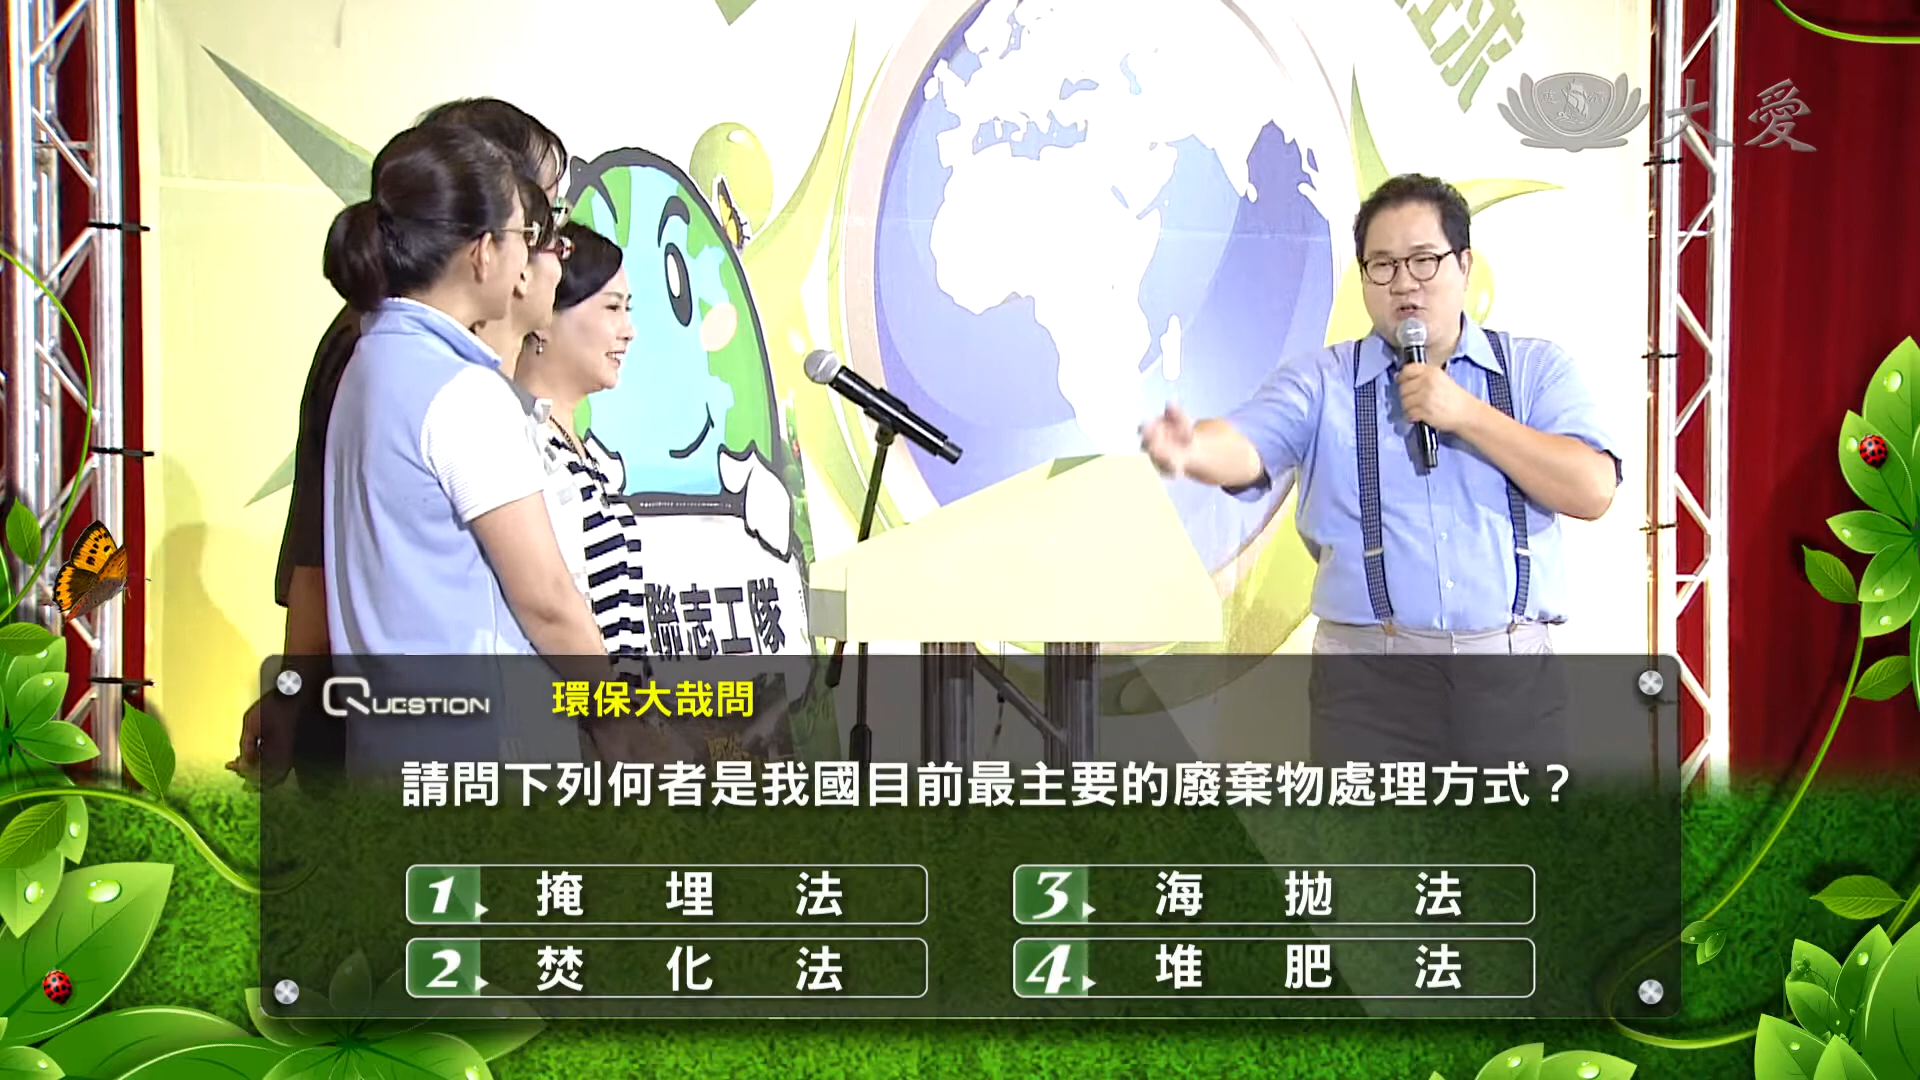 大愛
聯志工隊
QUESTION 環保大哉問
請問下列何者是我國目前最主要的廢棄物處理方式？
1 掩埋法
3 海拋法
2 焚化法
4 堆肥法